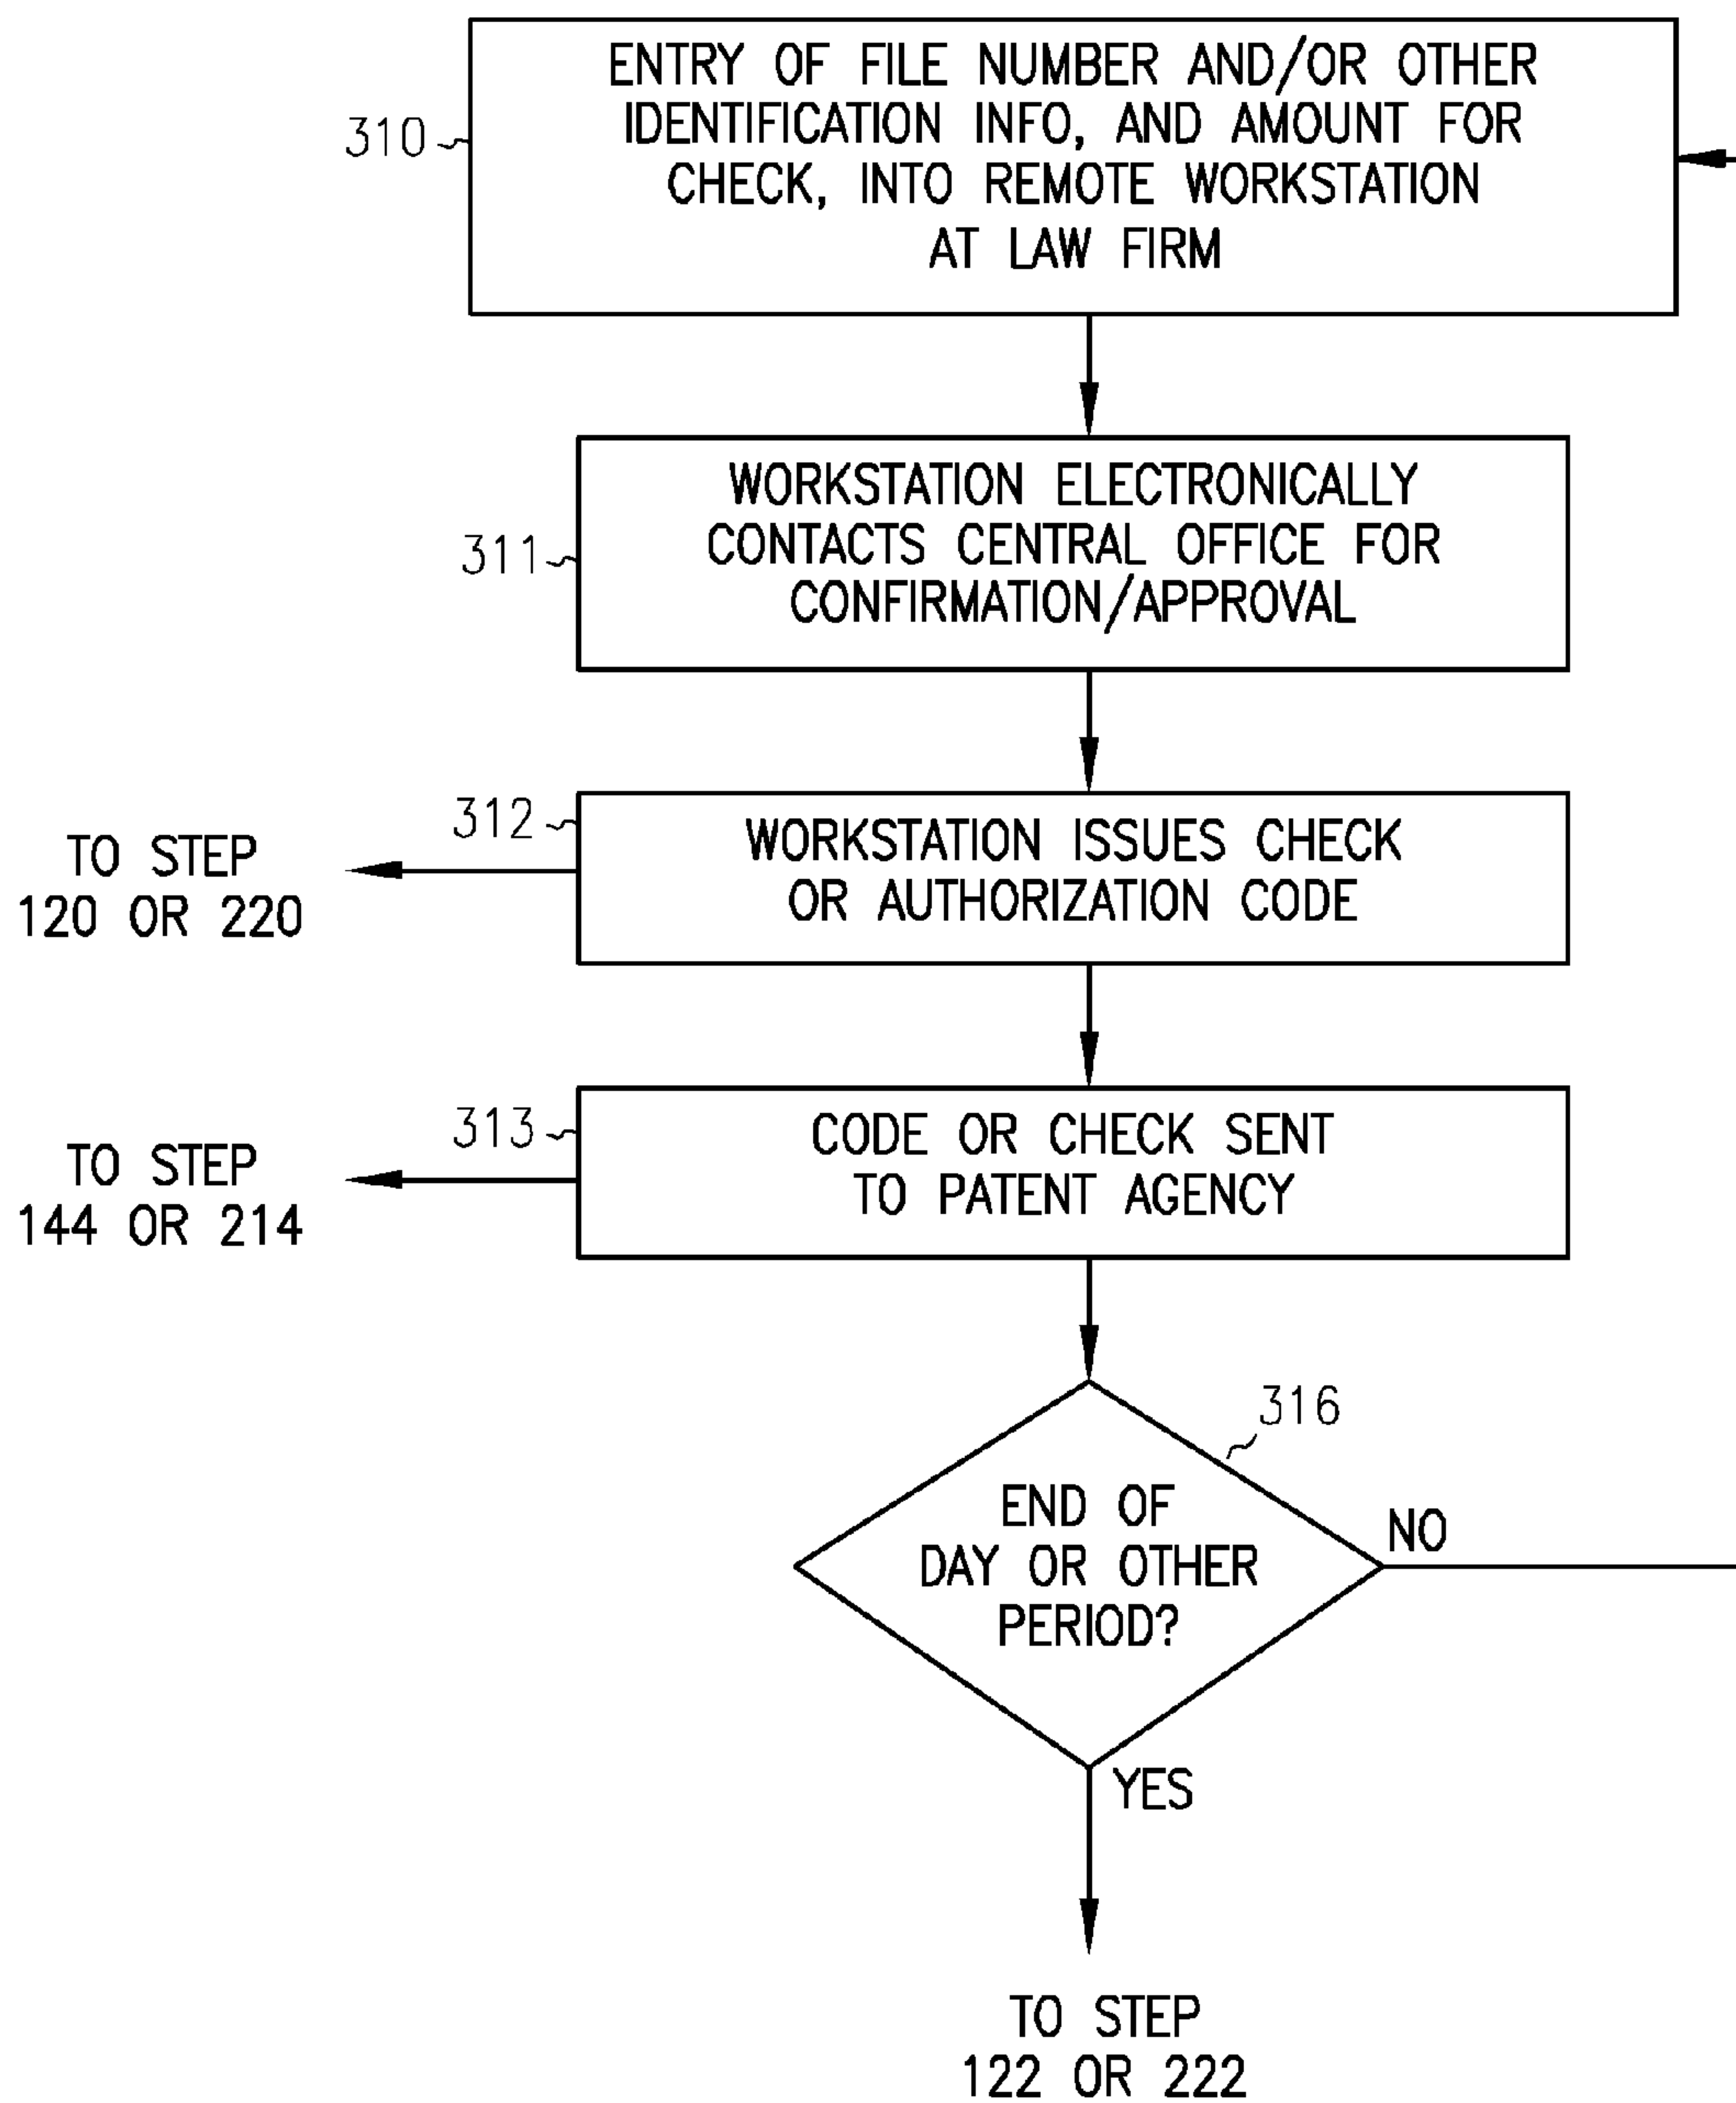 ENTRY OF FILE NUMBER AND/OR OTHER
IDENTIFICATION INFO, AND AMOUNT FOR
CHECK, INTO REMOTE WORKSTATION
AT LAW FIRM
310
WORKSTATION ELECTRONICALLY
CONTACTS CENTRAL OFFICE FOR
CONFIRMATION/APPROVAL
311
312
WORKSTATION ISSUES CHECK
OR AUTHORIZATION CODE
TO STEP
120 OR 220
313
CODE OR CHECK SENT
TO PATENT AGENCY
TO STEP
144 OR 214
316
END OF
DAY OR OTHER
PERIOD?
NO
YES
TO STEP
122 OR 222